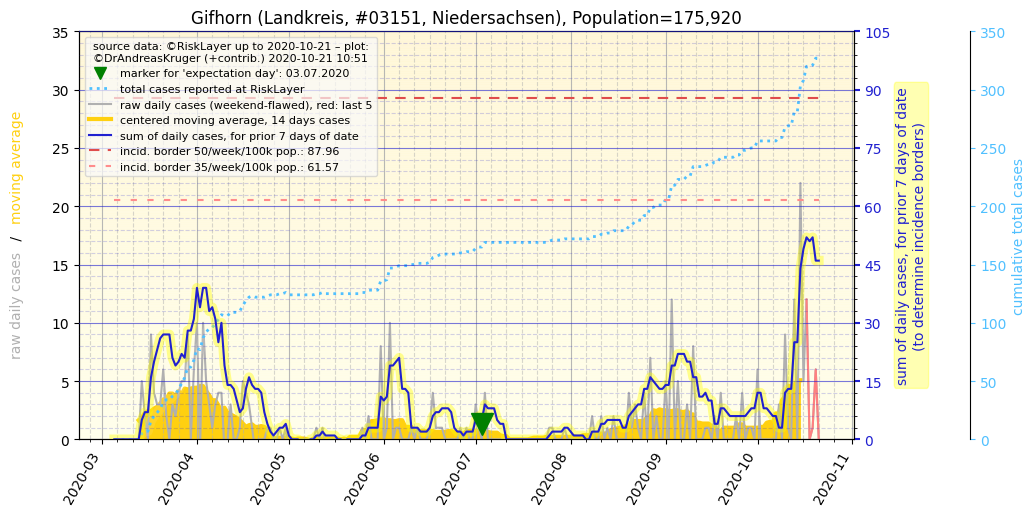 Gifhorn (Landkreis, #03151, Niedersachsen), Population=175,920
source data: ©RiskLayer up to 2020-10-21 – plot:
©DrAndreasKruger (+contrib.) 2020-10-21 10:51
marker for 'expectation day': 03.07.2020
total cases reported at RiskLayer
raw daily cases (weekend-flawed), red: last 5
centered moving average, 14 days cases
sum of daily cases, for prior 7 days of date
incid. border 50/week/100k pop.: 87.96
incid. border 35/week/100k pop.: 61.57
raw daily cases / moving average
35
30
25
20
15
10
5
0
105
90
75
60
45
30
15
0
sum of daily cases, for prior 7 days of date
(to determine incidence borders)
350
300
250
200
150
100
50
0
cumulative total cases
2020-03
2020-04
2020-05
2020-06
2020-07
2020-08
2020-09
2020-10
2020-11